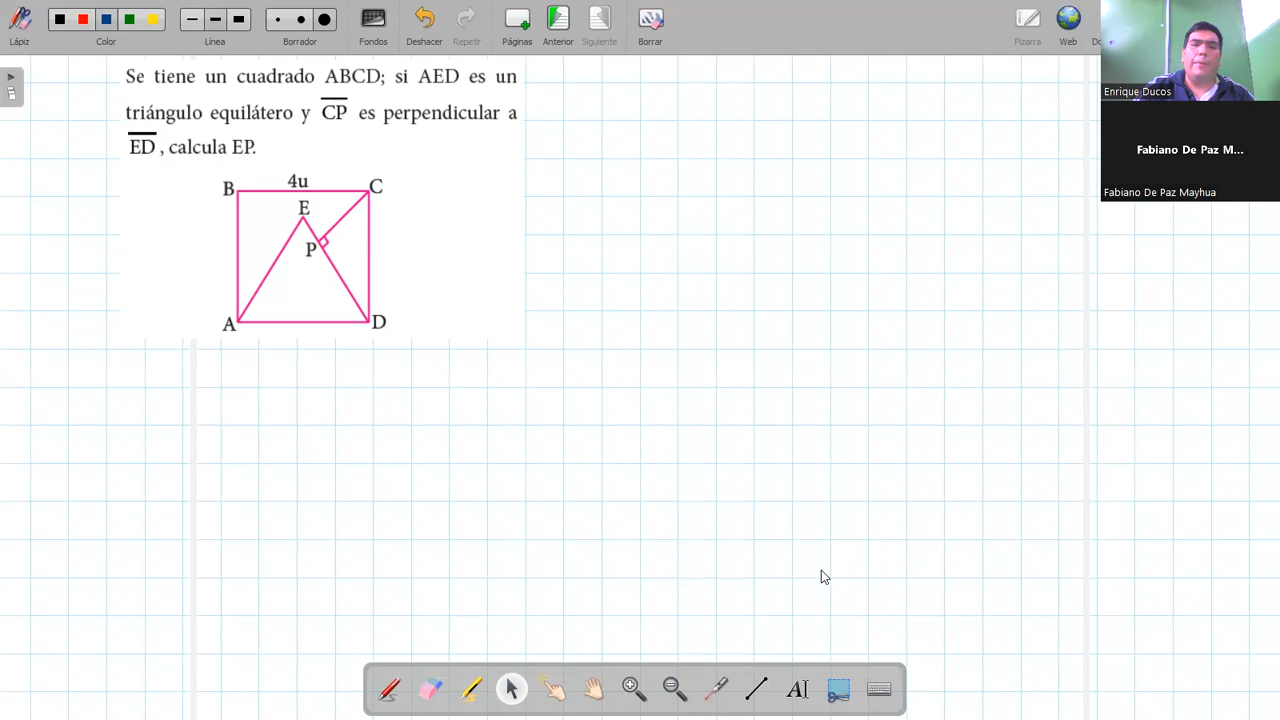 Lápiz
Color
Línea
Borrador
Fondos
Deshacer
Repetir
Páginas
Anterior
Siguiente
Borrar
Pizarra
Web
Enrique Ducos
Fabiano De Paz M...
Fabiano De Paz Mayhua
Se tiene un cuadrado ABCD; si AED es un
triángulo equilátero y CP es perpendicular a
ED, calcula EP.
B 4u C
E
P
A D
A